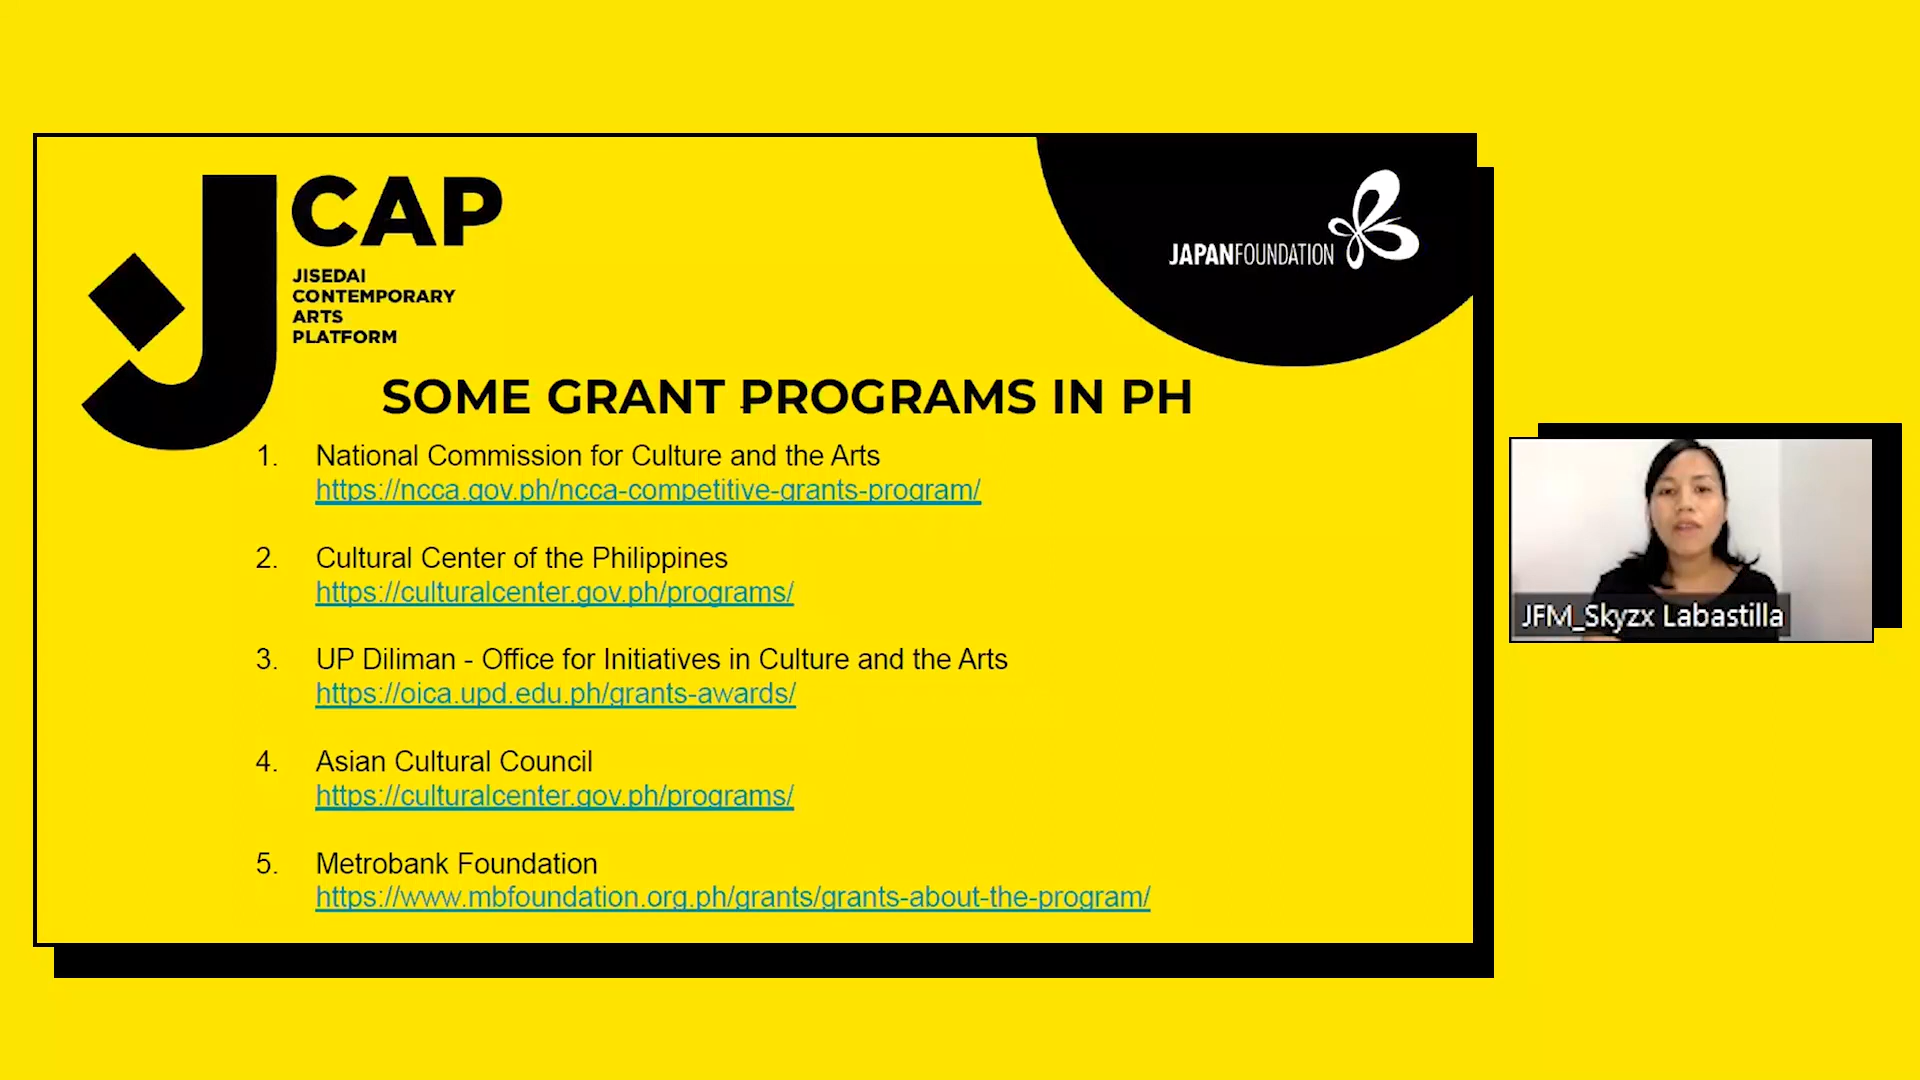 JCAP
JISEDAI
CONTEMPORARY
ARTS
PLATFORM
JAPANFOUNDATION
SOME GRANT PROGRAMS IN PH
1. National Commission for Culture and the Arts
https://ncca.gov.ph/ncca-competitive-grants-program/
2. Cultural Center of the Philippines
https://culturalcenter.gov.ph/programs/
3. UP Diliman - Office for Initiatives in Culture and the Arts
https://oica.upd.edu.ph/grants-awards/
4. Asian Cultural Council
https://culturalcenter.gov.ph/programs/
5. Metrobank Foundation
https://www.mbfoundation.org.ph/grants/grants-about-the-program/
JFM_Skyzx Labastilla